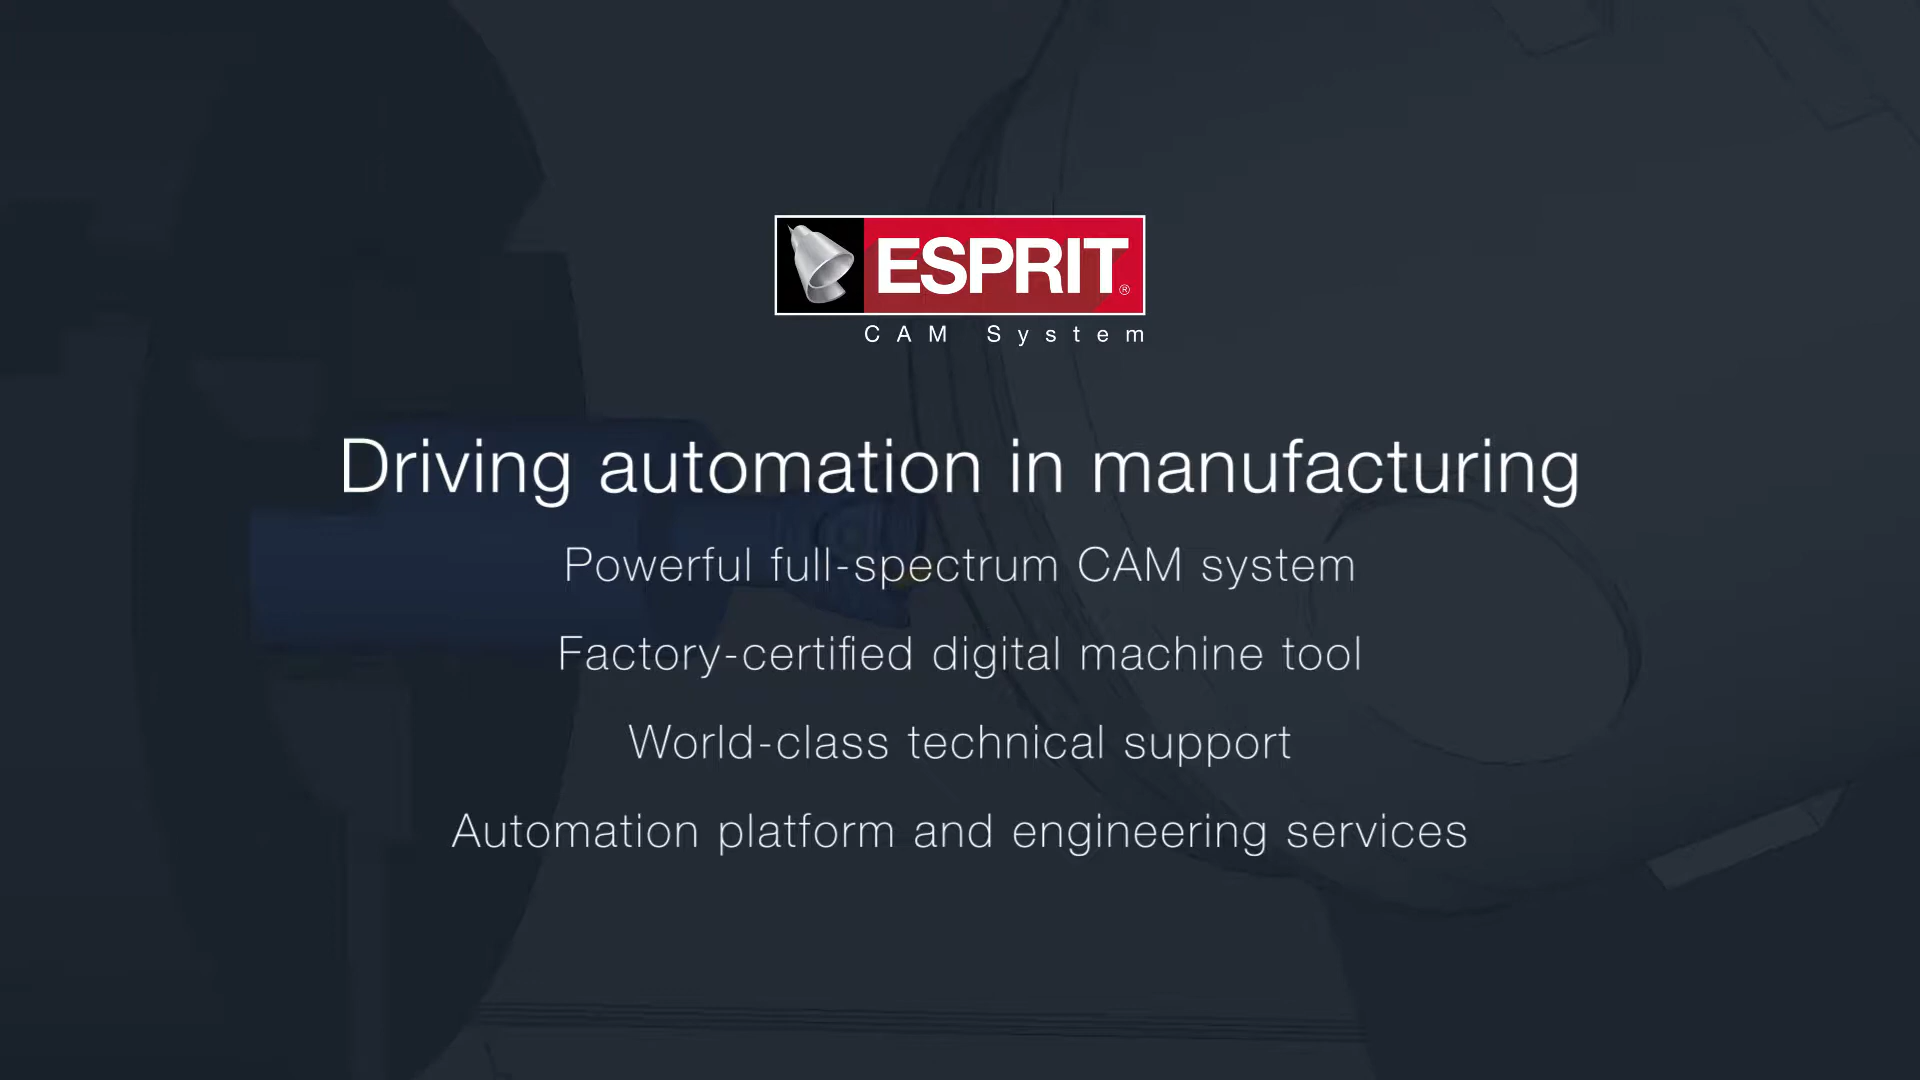 ESPRIT®
CAM System
Driving automation in manufacturing
Powerful full-spectrum CAM system
Factory-certified digital machine tool
World-class technical support
Automation platform and engineering services